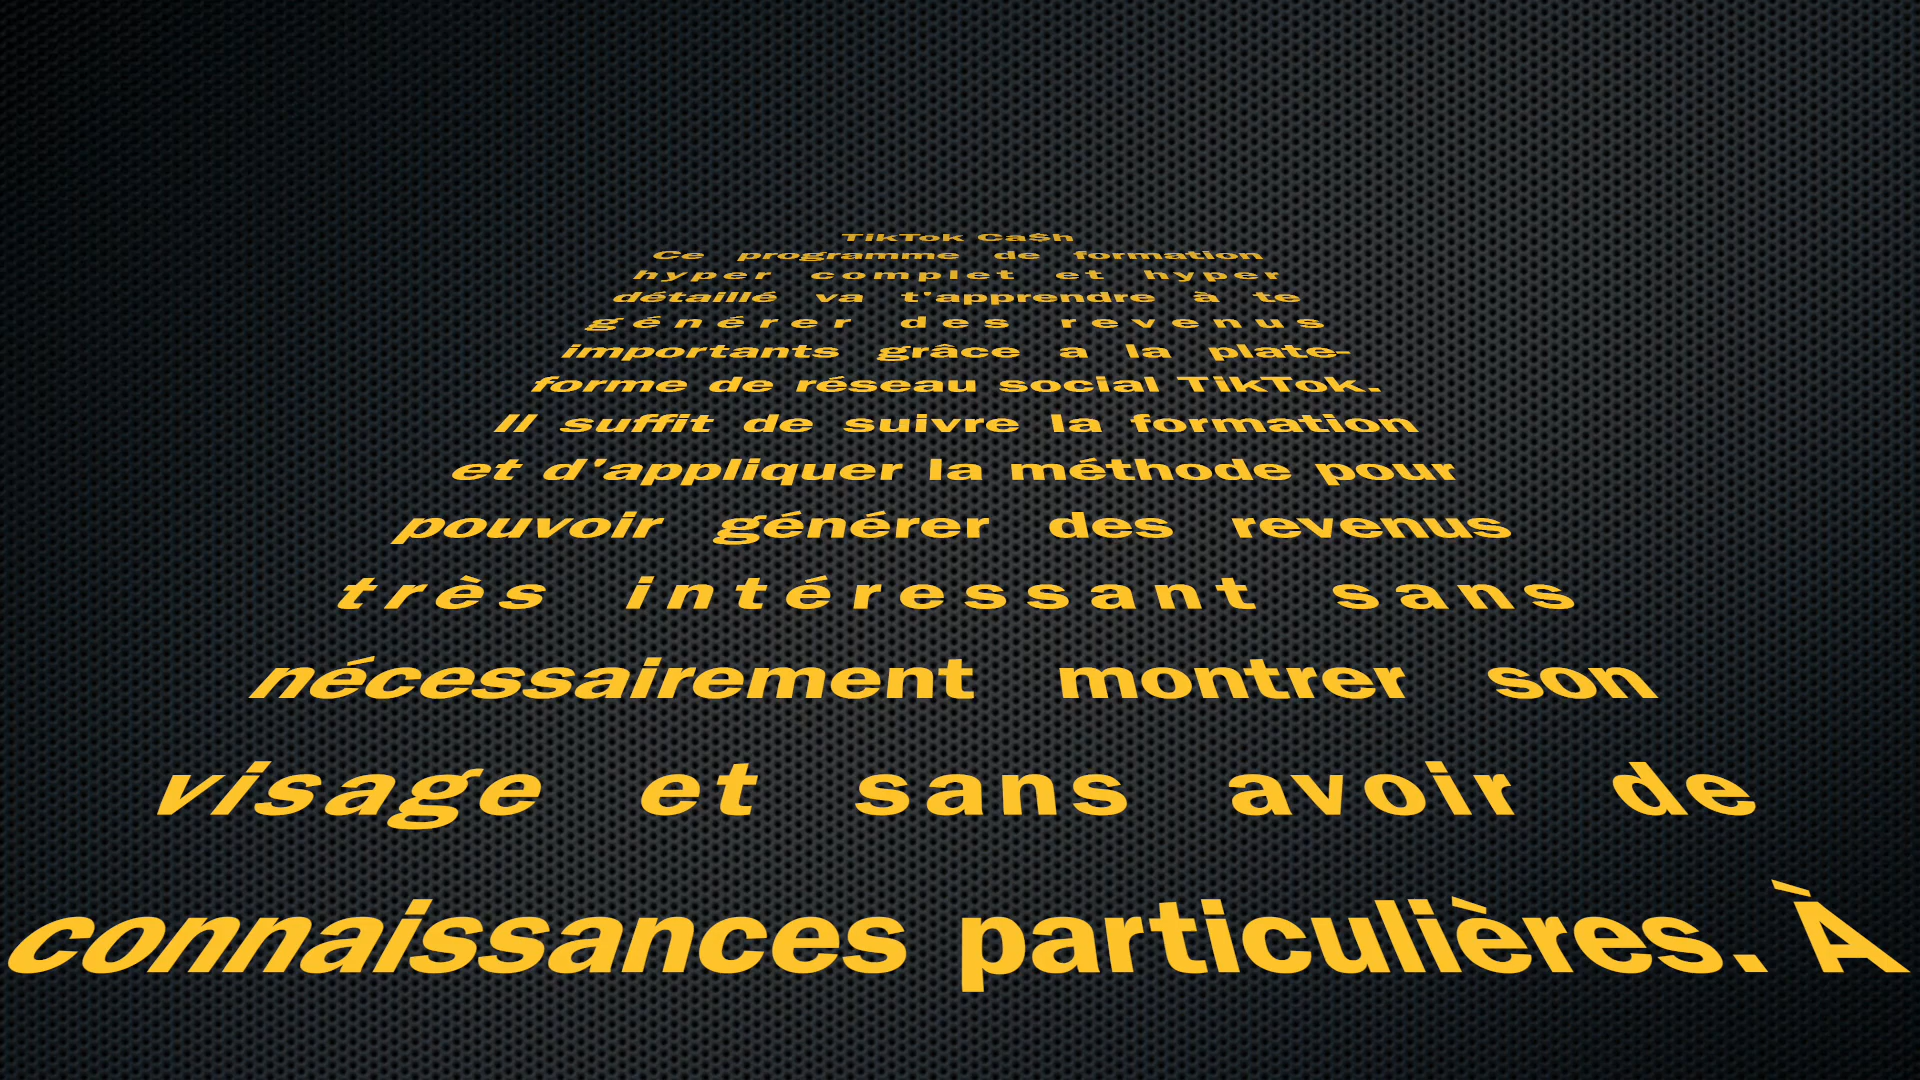 TikTok Ca$h
Ce programme de formation
hyper complet et hyper
détaillé va t'apprendre à te
générer des revenus
importants grâce a la plate-
forme de réseau social TikTok.
Il suffit de suivre la formation
et d'appliquer la méthode pour
pouvoir générer des revenus
très intéressant sans
nécessairement montrer son
visage et sans avoir de
connaissances particulières. À